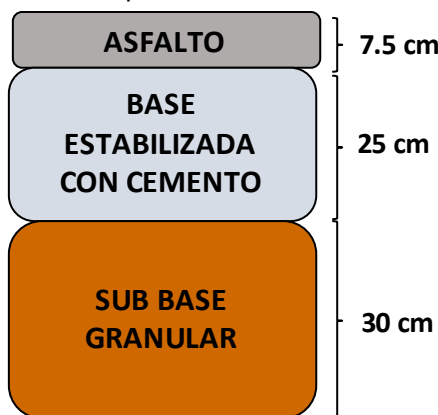 ASFALTO
7.5 cm
BASE
ESTABILIZADA
CON CEMENTO
25 cm
SUB BASE
GRANULAR
30 cm